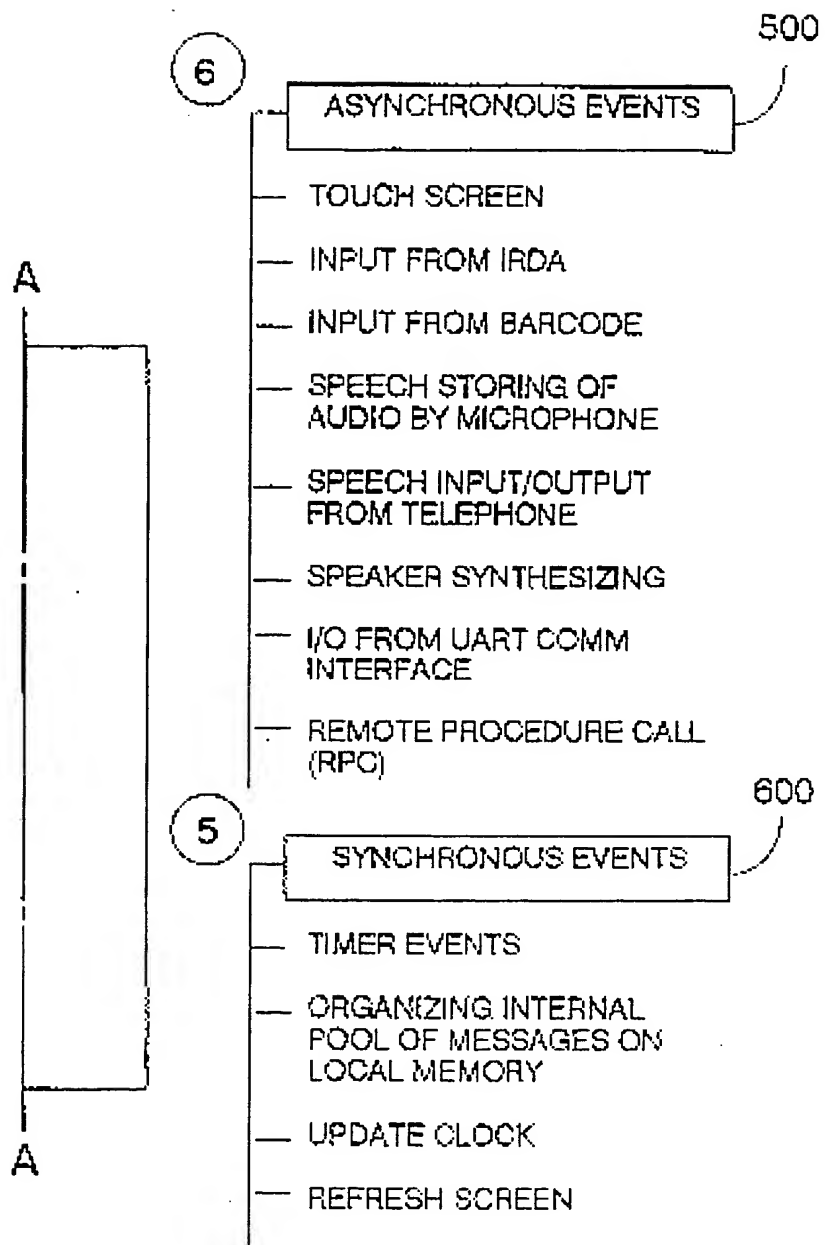 500
6
ASYNCHRONOUS EVENTS
TOUCH SCREEN
INPUT FROM IRDA
INPUT FROM BARCODE
SPEECH STORING OF
AUDIO BY MICROPHONE
SPEECH INPUT/OUTPUT
FROM TELEPHONE
SPEAKER SYNTHESIZING
I/O FROM UART COMM
INTERFACE
REMOTE PROCEDURE CALL
(RPC)
A
A
600
5
SYNCHRONOUS EVENTS
TIMER EVENTS
ORGANIZING INTERNAL
POOL OF MESSAGES ON
LOCAL MEMORY
UPDATE CLOCK
REFRESH SCREEN